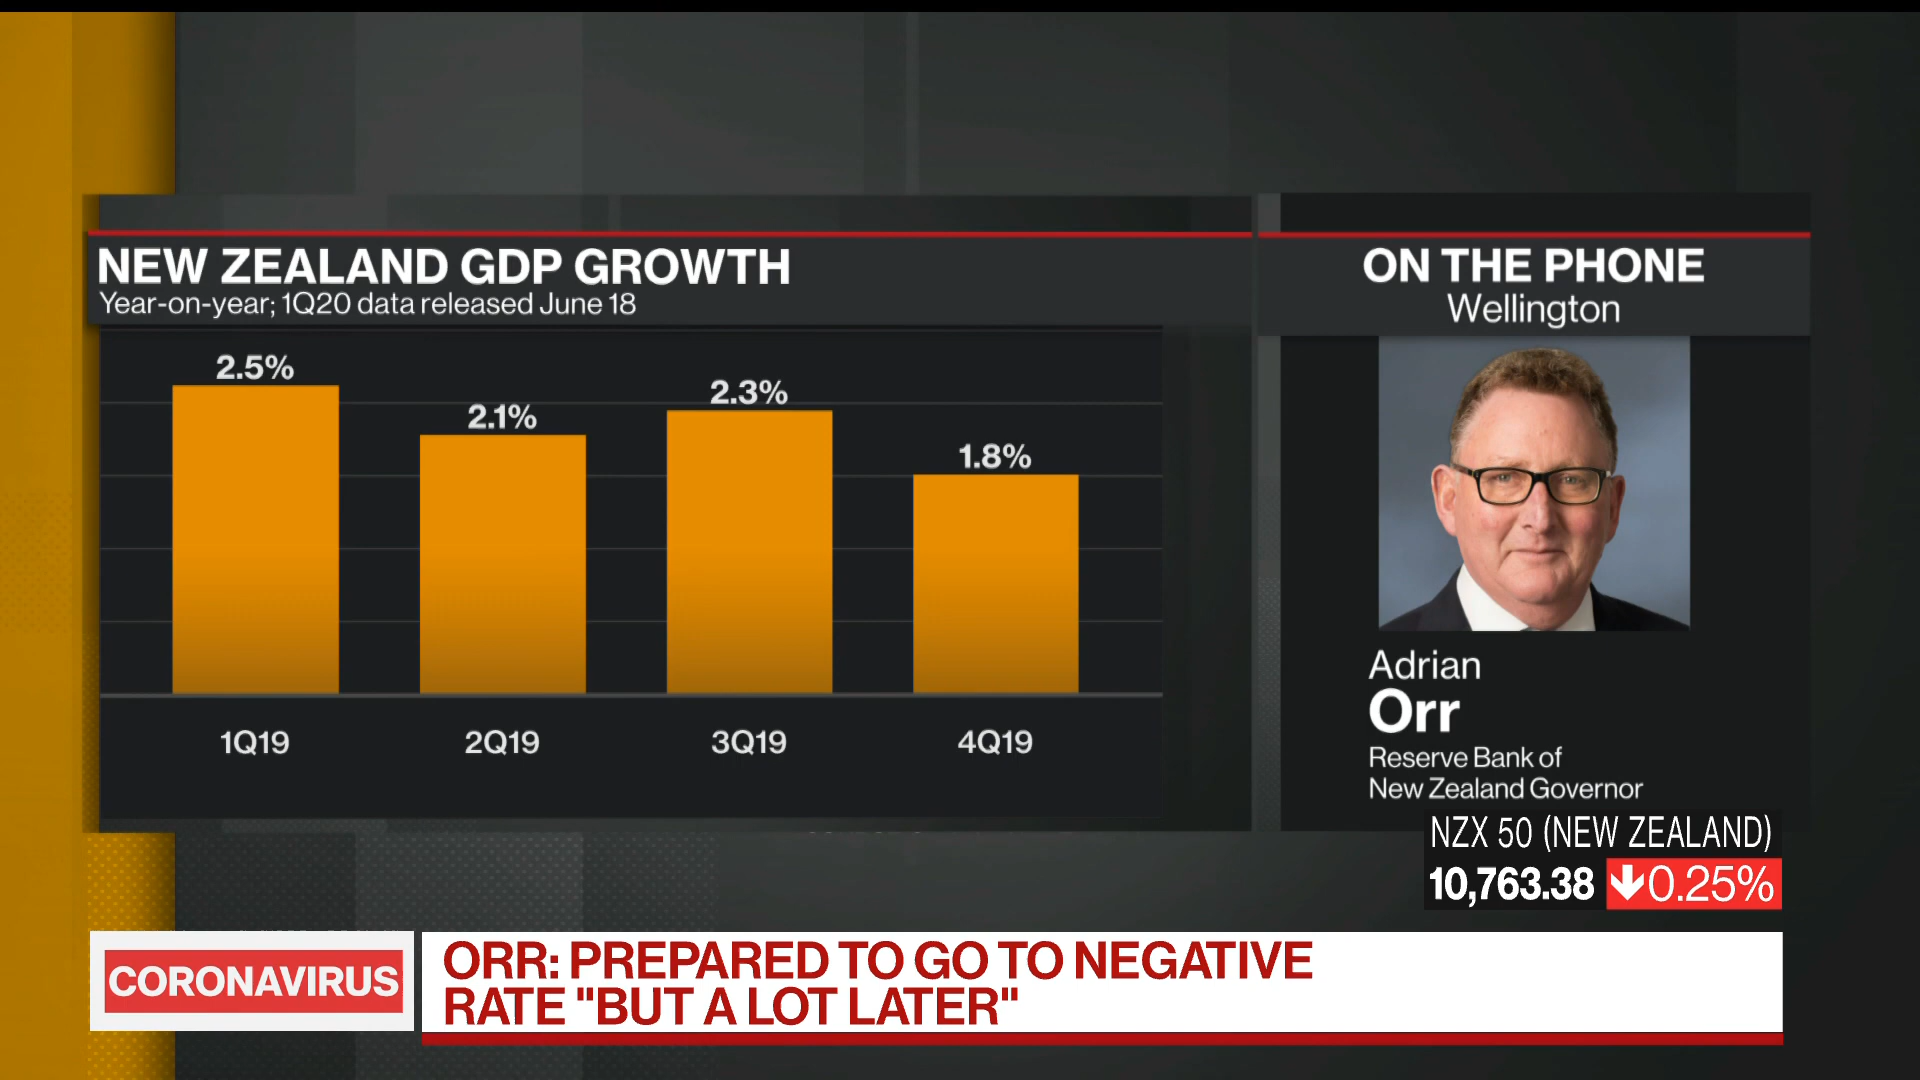 NEW ZEALAND GDP GROWTH
Year-on-year; 1Q20 data released June 18
2.5%
2.1%
2.3%
1.8%
1Q19
2Q19
3Q19
4Q19
ON THE PHONE
Wellington
Adrian
Orr
Reserve Bank of
New Zealand Governor
NZX 50 (NEW ZEALAND)
10,763.38 ↓0.25%
CORONAVIRUS
ORR: PREPARED TO GO TO NEGATIVE
RATE "BUT A LOT LATER"